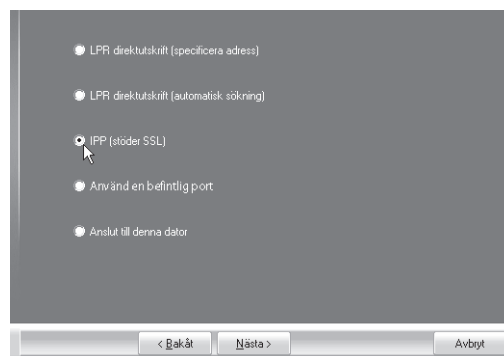 LPR direktutskrift (specificera adress)
LPR direktutskrift (automatisk sökning)
IPP (stöder SSL)
Använd en befintlig port
Anslut till denna dator
< Bakåt
Nästa >
Avbryt